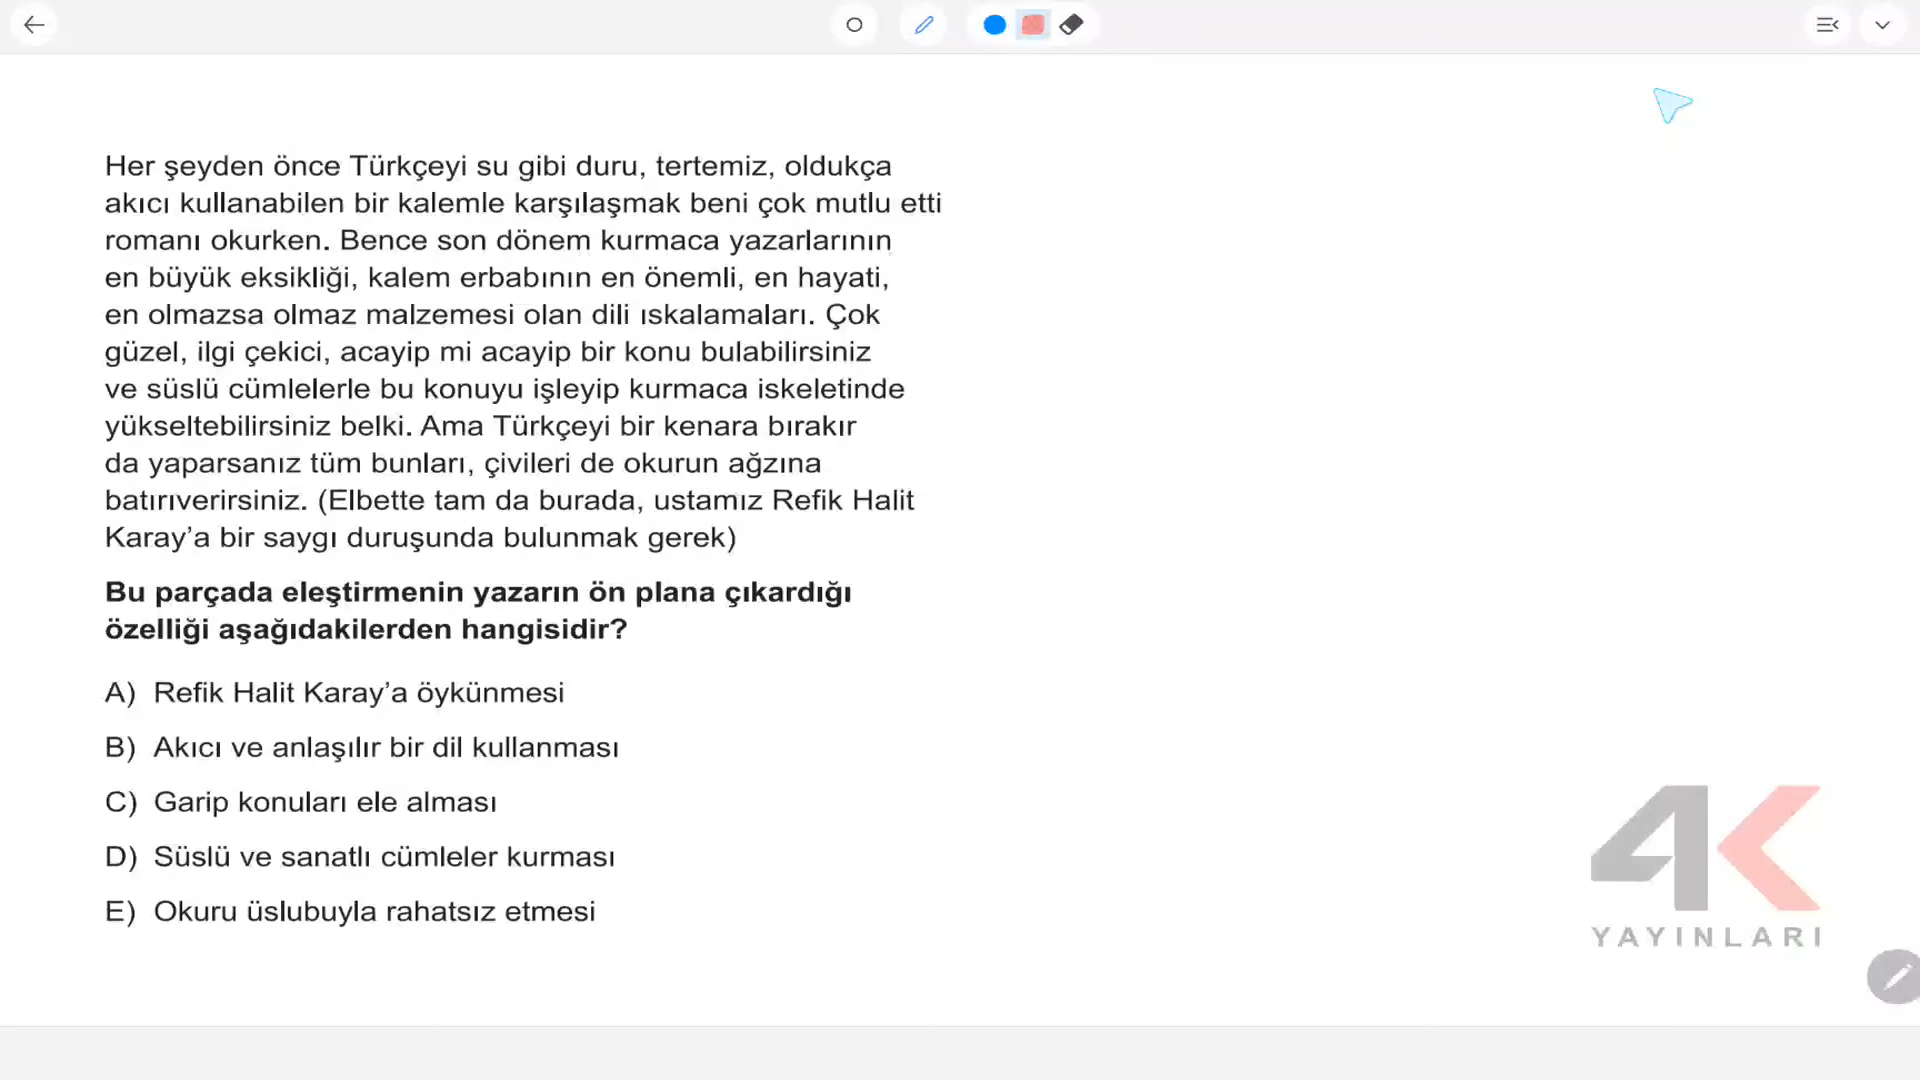 Her şeyden önce Türkçeyi su gibi duru, tertemiz, oldukça
akıcı kullanabilen bir kalemle karşılaşmak beni çok mutlu etti
romanı okurken. Bence son dönem kurmaca yazarlarının
en büyük eksikliği, kalem erbabının en önemli, en hayati,
en olmazsa olmaz malzemesi olan dili ıskalamaları. Çok
güzel, ilgi çekici, acayip mi acayip bir konu bulabilirsiniz
ve süslü cümlelerle bu konuyu işleyip kurmaca iskeletinde
yükseltebilirsiniz belki. Ama Türkçeyi bir kenara bırakır
da yaparsanız tüm bunları, çivileri de okurun ağzına
batırıverirsiniz. (Elbette tam da burada, ustamız Refik Halit
Karay’a bir saygı duruşunda bulunmak gerek)
Bu parçada eleştirmenin yazarın ön plana çıkardığı
özelliği aşağıdakilerden hangisidir?
A) Refik Halit Karay’a öykünmesi
B) Akıcı ve anlaşılır bir dil kullanması
C) Garip konuları ele alması
D) Süslü ve sanatlı cümleler kurması
E) Okuru üslubuyla rahatsız etmesi
4K
YAYINLARI